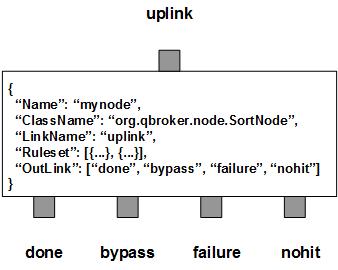 uplink
{
“Name”: “mynode”,
“ClassName”: “org.qbroker.node.SortNode”,
“LinkName”: “uplink”,
“Ruleset”: [{...}, {...}],
“OutLink”: [“done”, “bypass”, “failure”, “nohit”]
}
done bypass failure nohit